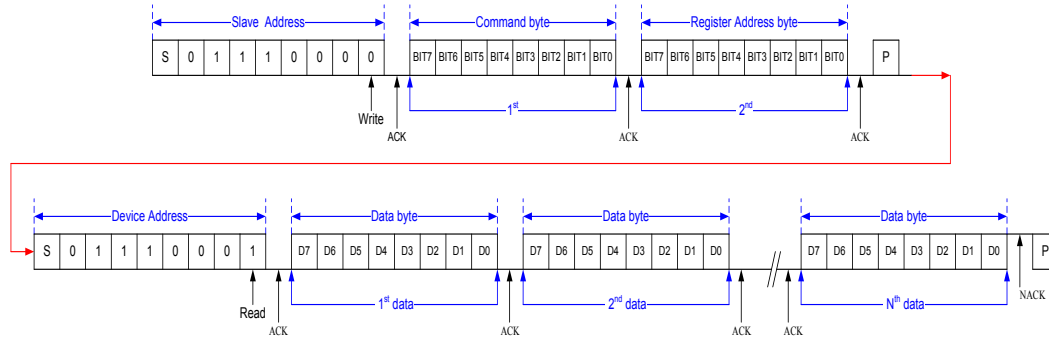 Slave Address Command byte Register Address byte
S 0 1 1 1 0 0 0 0 BIT7 BIT6 BIT5 BIT4 BIT3 BIT2 BIT1 BIT0 BIT7 BIT6 BIT5 BIT4 BIT3 BIT2 BIT1 BIT0 P
1st 2nd
Write ACK ACK ACK
Device Address Data byte Data byte Data byte
S 0 1 1 1 0 0 0 1 D7 D6 D5 D4 D3 D2 D1 D0 D7 D6 D5 D4 D3 D2 D1 D0 // D7 D6 D5 D4 D3 D2 D1 D0 P
1st data 2nd data Nth data NACK
Read ACK ACK ACK ACK